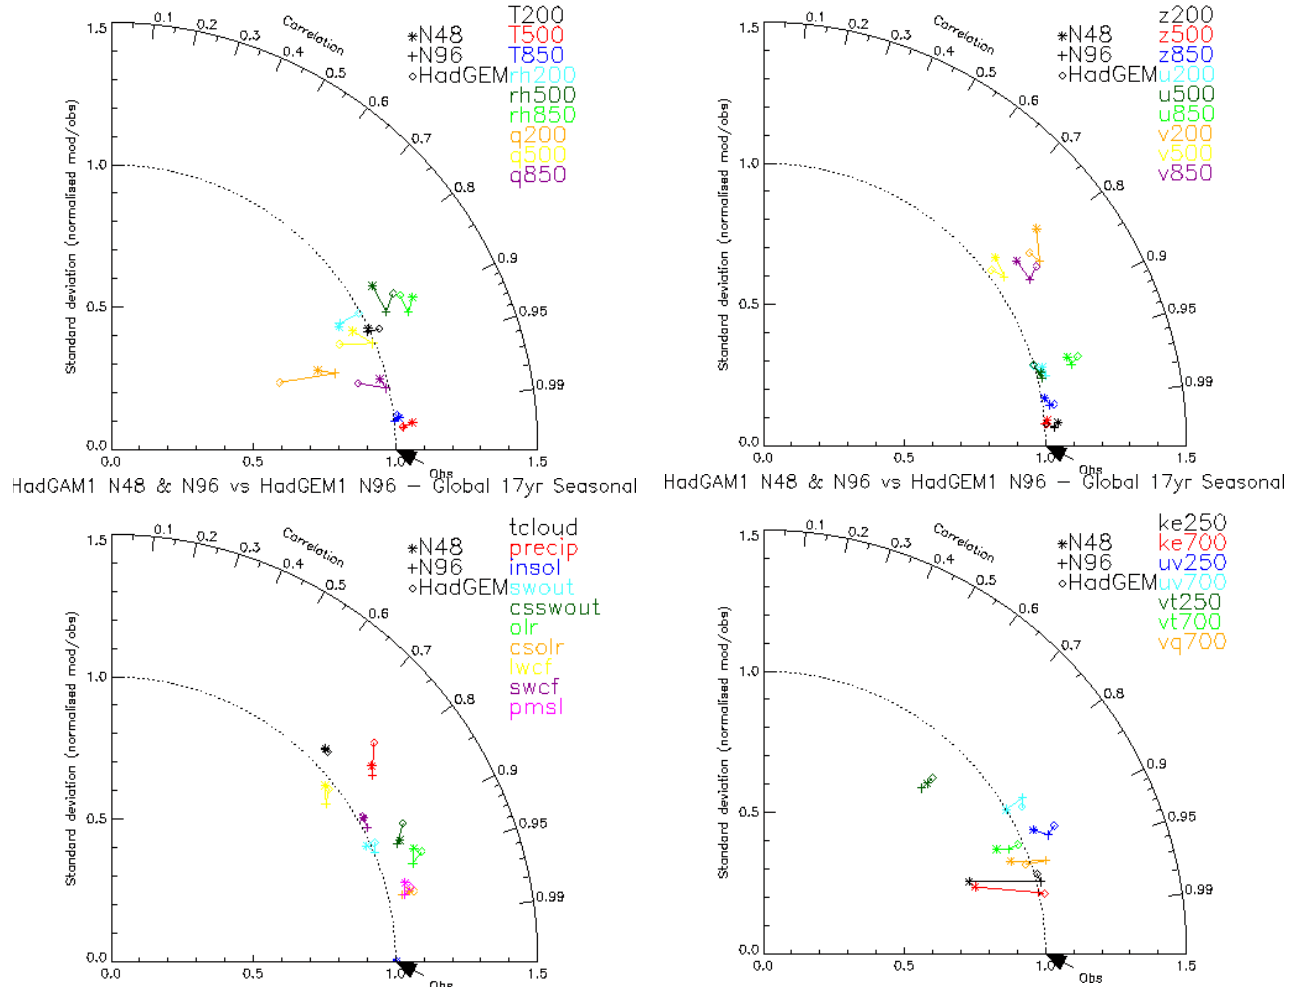 1.5
0.1
0.2
0.3
Correlation
0.4
0.5
0.6
0.7
0.8
0.9
0.95
0.99
N48
N96
HadGEM
T200
T500
T850
rh200
rh500
rh850
q200
q500
q850
Standard deviation (normalised mod/obs)
1.0
0.5
0.0
0.0
0.5
1.0
1.5
Obs
HadGAM1 N48 & N96 vs HadGEM1 N96 – Global 17yr Seasonal
1.5
0.1
0.2
0.3
Correlation
0.4
0.5
0.6
0.7
0.8
0.9
0.95
0.99
N48
N96
HadGEM
z200
z500
z850
u200
u500
u850
v200
v500
v850
Standard deviation (normalised mod/obs)
1.0
0.5
0.0
0.0
0.5
1.0
1.5
Obs
HadGAM1 N48 & N96 vs HadGEM1 N96 – Global 17yr Seasonal
1.5
0.1
0.2
0.3
Correlation
0.4
0.5
0.6
0.7
0.8
0.9
0.95
0.99
N48
N96
HadGEM
tcloud
precip
insol
swout
csswout
olr
csolr
lwcf
swcf
pmsl
Standard deviation (normalised mod/obs)
1.0
0.5
0.0
0.0
0.5
1.0
1.5
Obs
1.5
0.1
0.2
0.3
Correlation
0.4
0.5
0.6
0.7
0.8
0.9
0.95
0.99
N48
N96
HadGEM
ke250
ke700
uv250
uv700
vt250
vt700
vq700
Standard deviation (normalised mod/obs)
1.0
0.5
0.0
0.0
0.5
1.0
1.5
Obs